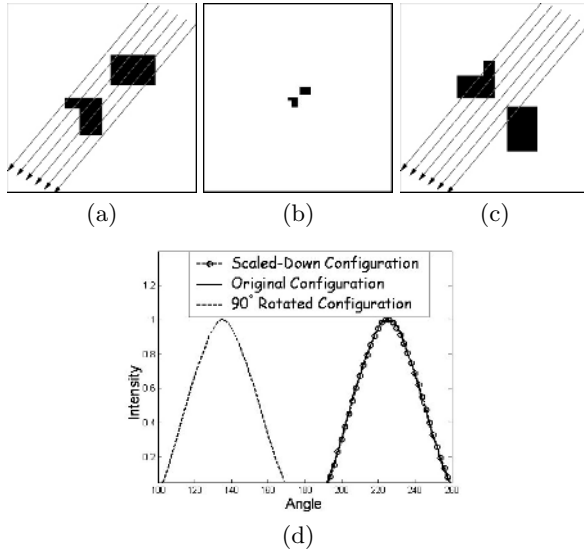 (a)
(b)
(c)
Scaled-Down Configuration
Original Configuration
90° Rotated Configuration
1.2
1
0.8
0.6
0.4
0.2
Intensity
100 120 140 160 180 200 220 240 260
Angle
(d)